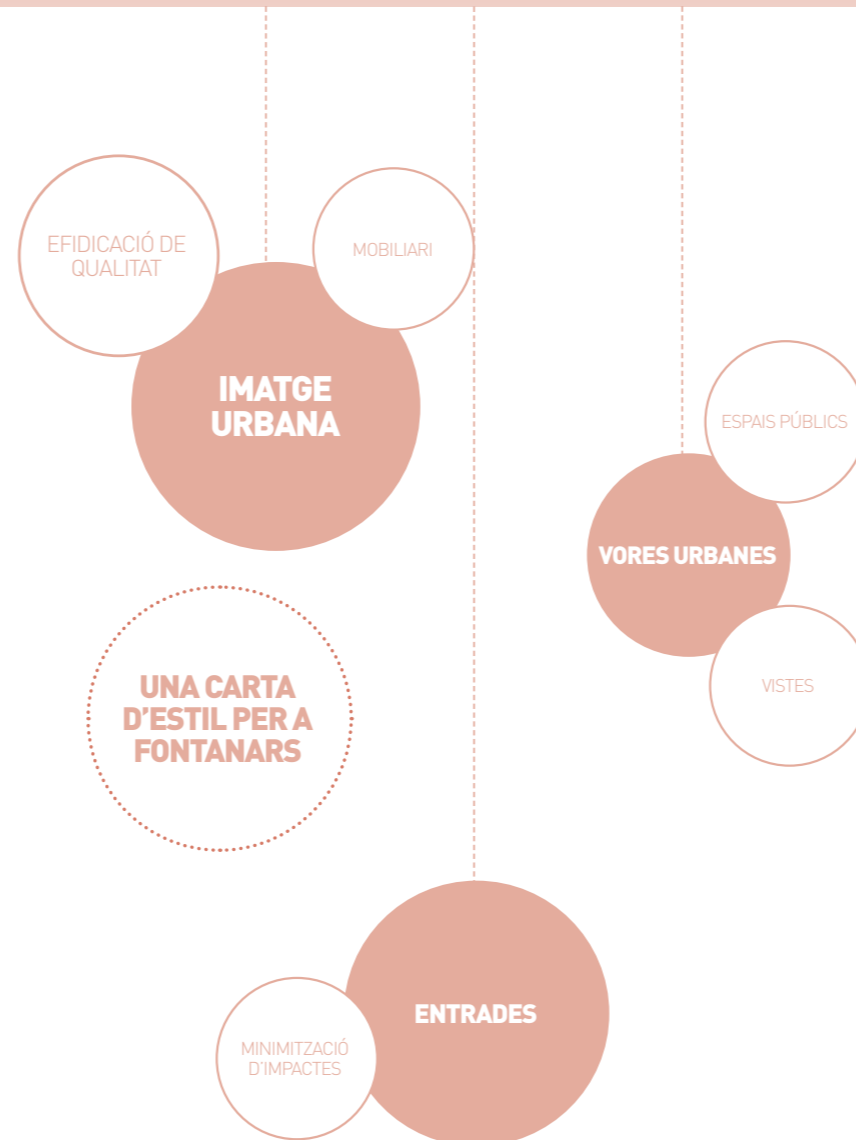 EFIDICACIÓ DE
QUALITAT
MOBILIARI
IMATGE
URBANA
ESPAIS PÚBLICS
VORES URBANES
VISTES
UNA CARTA
D'ESTIL PER A
FONTANARS
ENTRADES
MINIMITZACIÓ
D'IMPACTES